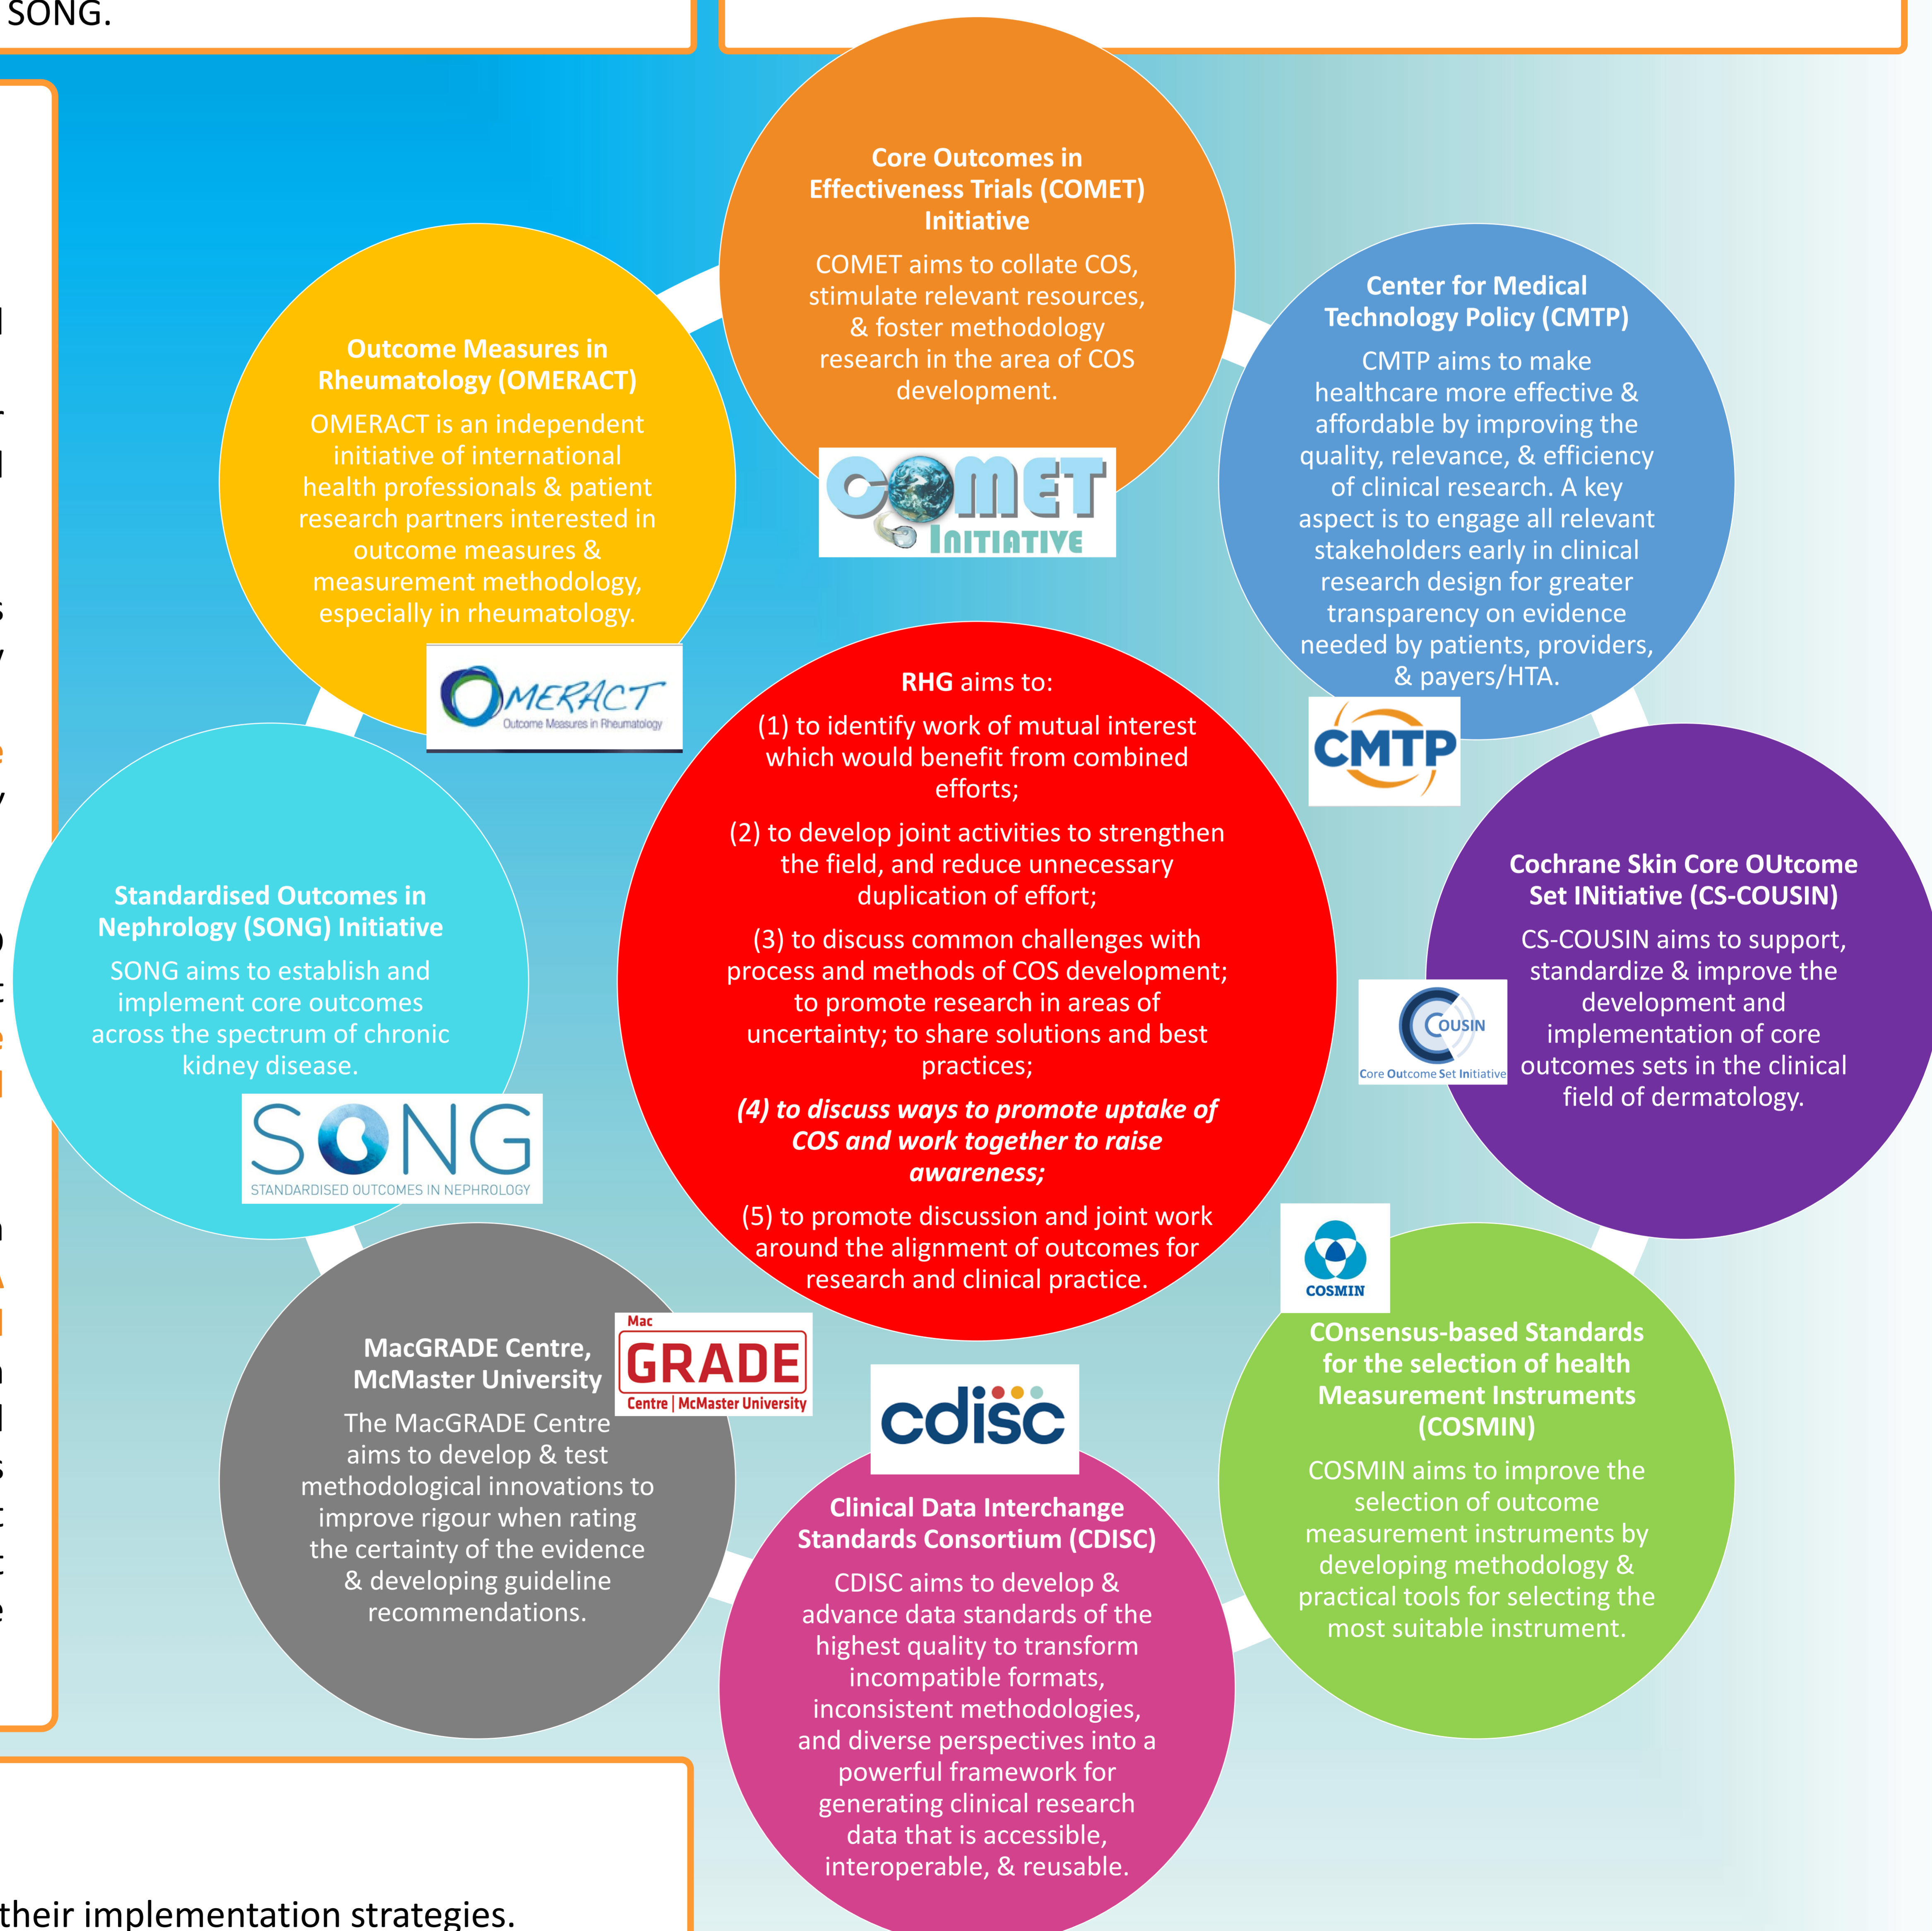 SONG.
Core Outcomes in
Effectiveness Trials (COMET)
Initiative
COMET aims to collate COS,
stimulate relevant resources,
& foster methodology
research in the area of COS
development.
COMET
INITIATIVE
Center for Medical
Technology Policy (CMTP)
CMTP aims to make
healthcare more effective &
affordable by improving the
quality, relevance, & efficiency
of clinical research. A key
aspect is to engage all relevant
stakeholders early in clinical
research design for greater
transparency on evidence
needed by patients, providers,
& payers/HTA.
CMTP
Cochrane Skin Core OUtcome
Set INitiative (CS-COUSIN)
CS-COUSIN aims to support,
standardize & improve the
development and
implementation of core
outcomes sets in the clinical
field of dermatology.
COUSIN
Core Outcome Set Initiative
COSMIN
COnsensus-based Standards
for the selection of health
Measurement Instruments
(COSMIN)
COSMIN aims to improve the
selection of outcome
measurement instruments by
developing methodology &
practical tools for selecting the
most suitable instrument.
cdisc
Clinical Data Interchange
Standards Consortium (CDISC)
CDISC aims to develop &
advance data standards of the
highest quality to transform
incompatible formats,
inconsistent methodologies,
and diverse perspectives into a
powerful framework for
generating clinical research
data that is accessible,
interoperable, & reusable.
Mac
GRADE
Centre | McMaster University
MacGRADE Centre,
McMaster University
The MacGRADE Centre
aims to develop & test
methodological innovations to
improve rigour when rating
the certainty of the evidence
& developing guideline
recommendations.
Standardised Outcomes in
Nephrology (SONG) Initiative
SONG aims to establish and
implement core outcomes
across the spectrum of chronic
kidney disease.
SONG
STANDARDISED OUTCOMES IN NEPHROLOGY
Outcome Measures in
Rheumatology (OMERACT)
OMERACT is an independent
initiative of international
health professionals & patient
research partners interested in
outcome measures &
measurement methodology,
especially in rheumatology.
OMERACT
Outcome Measures in Rheumatology
RHG aims to:
(1) to identify work of mutual interest
which would benefit from combined
efforts;
(2) to develop joint activities to strengthen
the field, and reduce unnecessary
duplication of effort;
(3) to discuss common challenges with
process and methods of COS development;
to promote research in areas of
uncertainty; to share solutions and best
practices;
(4) to discuss ways to promote uptake of
COS and work together to raise
awareness;
(5) to promote discussion and joint work
around the alignment of outcomes for
research and clinical practice.
their implementation strategies.